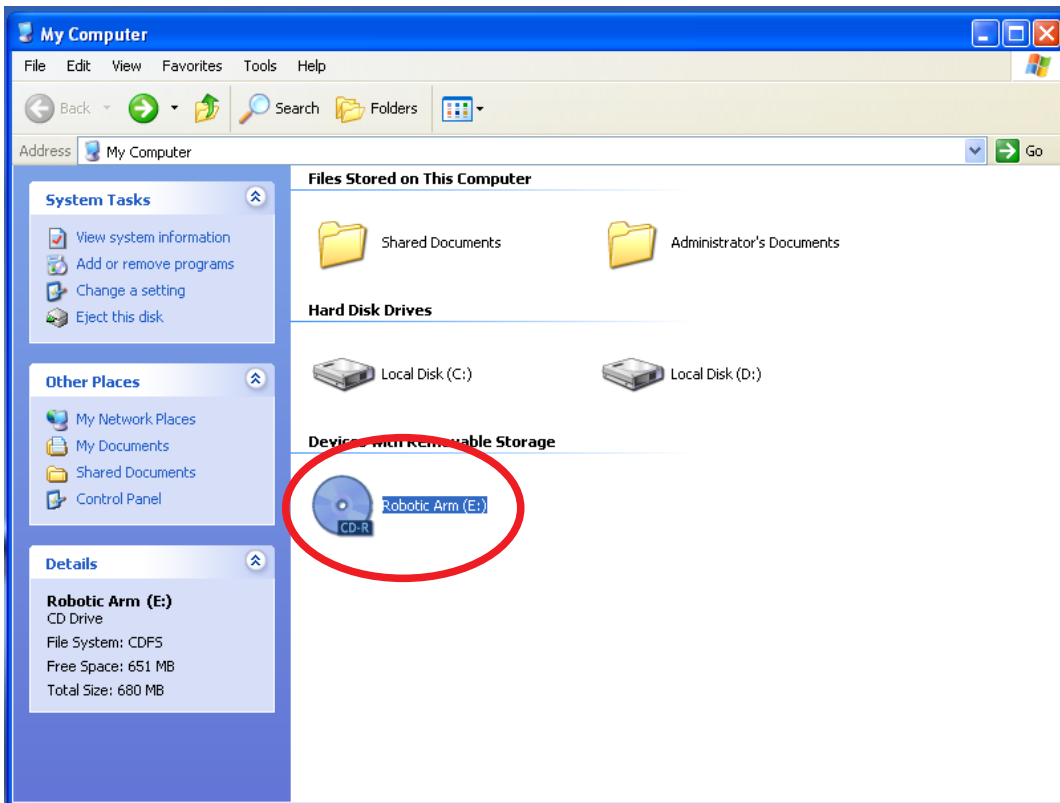 My Computer
File Edit View Favorites Tools Help
Back Search Folders
Address My Computer Go
System Tasks
View system information
Add or remove programs
Change a setting
Eject this disk
Other Places
My Network Places
My Documents
Shared Documents
Control Panel
Details
Robotic Arm (E:)
CD Drive
File System: CDFS
Free Space: 651 MB
Total Size: 680 MB
Files Stored on This Computer
Shared Documents Administrator's Documents
Hard Disk Drives
Local Disk (C:) Local Disk (D:)
Devices with Removable Storage
Robotic Arm (E:)
CD-R